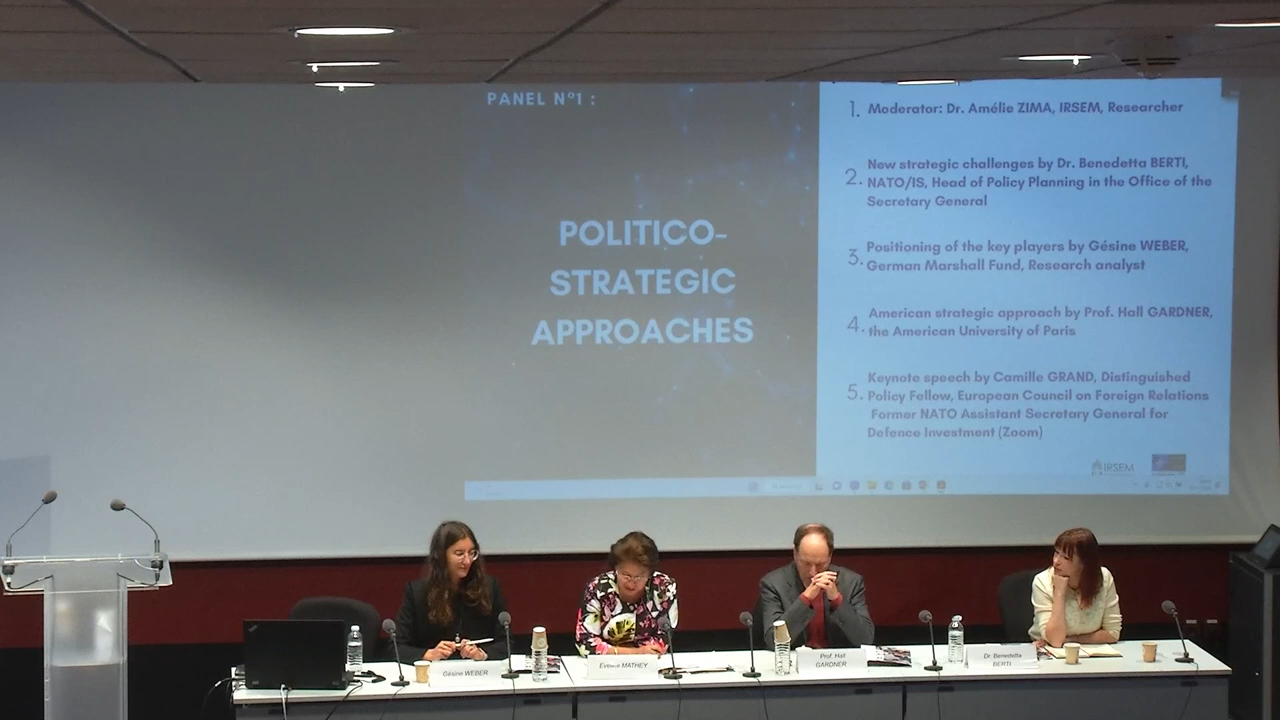 PANEL N°1 :
POLITICO-
STRATEGIC
APPROACHES
1. Moderator: Dr. Amélie ZIMA, IRSEM, Researcher
2. New strategic challenges by Dr. Benedetta BERTI,
NATO/IS, Head of Policy Planning in the Office of the
Secretary General
3. Positioning of the key players by Gésine WEBER,
German Marshall Fund, Research analyst
4. American strategic approach by Prof. Hall GARDNER,
the American University of Paris
5. Keynote speech by Camille GRAND, Distinguished
Policy Fellow, European Council on Foreign Relations
Former NATO Assistant Secretary General for
Defence Investment (Zoom)
IRSEM
Gésine WEBER
Evelyne MATHEY
Prof. Hall
GARDNER
Dr. Benedetta
BERTI